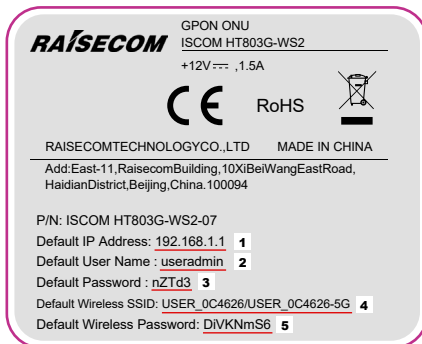 RAISECOM
GPON ONU
ISCOM HT803G-WS2
+12V⎓ ,1.5A
CE
RoHS
RAISECOMTECHNOLOGYCO.,LTD MADE IN CHINA
Add:East-11,RaisecomBuilding,10XiBeiWangEastRoad,
HaidianDistrict,Beijing,China.100094
P/N: ISCOM HT803G-WS2-07
Default IP Address: 192.168.1.1 1
Default User Name : useradmin 2
Default Password : nZTd3 3
Default Wireless SSID: USER_0C4626/USER_0C4626-5G 4
Default Wireless Password: DiVKNmS6 5